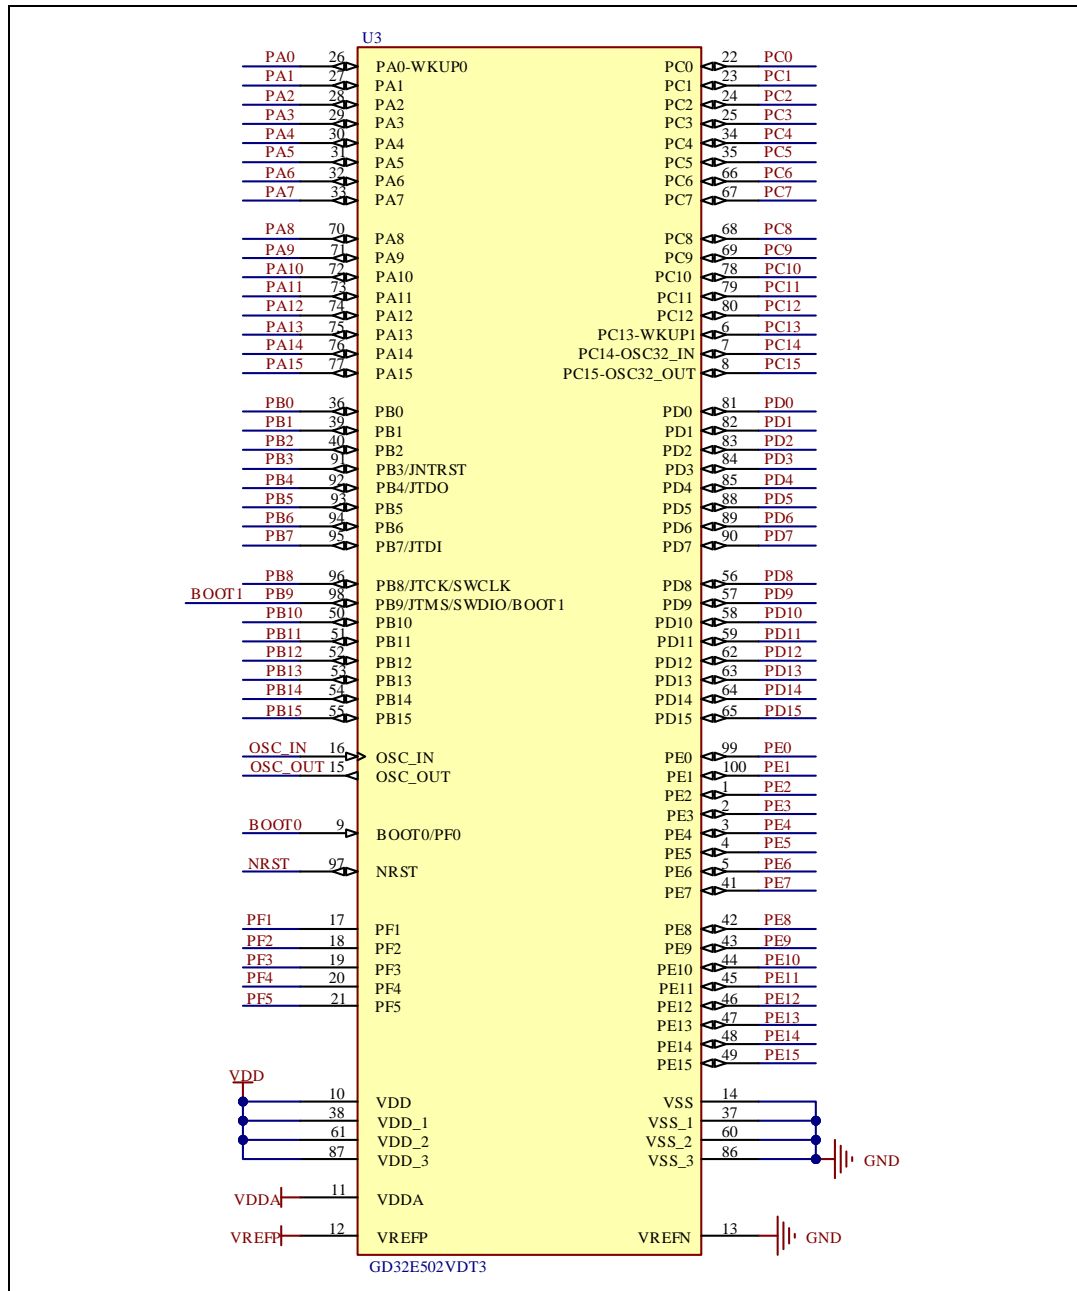 U3
PA0 26 PA0-WKUP0 PC0 22 PC0
PA1 27 PA1 PC1 23 PC1
PA2 28 PA2 PC2 24 PC2
PA3 29 PA3 PC3 25 PC3
PA4 30 PA4 PC4 34 PC4
PA5 31 PA5 PC5 35 PC5
PA6 32 PA6 PC6 66 PC6
PA7 33 PA7 PC7 67 PC7
PA8 70 PA8 PC8 68 PC8
PA9 71 PA9 PC9 69 PC9
PA10 72 PA10 PC10 78 PC10
PA11 73 PA11 PC11 79 PC11
PA12 74 PA12 PC12 80 PC12
PA13 75 PA13 PC13-WKUP1 6 PC13
PA14 76 PA14 PC14-OSC32_IN 7 PC14
PA15 77 PA15 PC15-OSC32_OUT 8 PC15
PB0 36 PB0 PD0 81 PD0
PB1 39 PB1 PD1 82 PD1
PB2 40 PB2 PD2 83 PD2
PB3 91 PB3/JNTRST PD3 84 PD3
PB4 92 PB4/JTDO PD4 85 PD4
PB5 93 PB5 PD5 88 PD5
PB6 94 PB6 PD6 89 PD6
PB7 95 PB7/JTDI PD7 90 PD7
PB8 96 PB8/JTCK/SWCLK PD8 56 PD8
BOOT1 PB9 98 PB9/JTMS/SWDIO/BOOT1 PD9 57 PD9
PB10 50 PB10 PD10 58 PD10
PB11 51 PB11 PD11 59 PD11
PB12 52 PB12 PD12 62 PD12
PB13 53 PB13 PD13 63 PD13
PB14 54 PB14 PD14 64 PD14
PB15 55 PB15 PD15 65 PD15
OSC_IN 16 OSC_IN PE0 99 PE0
OSC_OUT 15 OSC_OUT PE1 100 PE1
PE2 1 PE2
PE3 2 PE3
BOOT0 9 BOOT0/PF0 PE4 3 PE4
PE5 4 PE5
NRST 97 NRST PE6 5 PE6
PE7 41 PE7
PF1 17 PF1 PE8 42 PE8
PF2 18 PF2 PE9 43 PE9
PF3 19 PF3 PE10 44 PE10
PF4 20 PF4 PE11 45 PE11
PF5 21 PF5 PE12 46 PE12
PE13 47 PE13
PE14 48 PE14
PE15 49 PE15
VDD
10 VDD VSS 14
38 VDD_1 VSS_1 37
61 VDD_2 VSS_2 60
87 VDD_3 VSS_3 86 GND
VDDA 11 VDDA
VREFP 12 VREFP VREFN 13 GND
GD32E502VDT3